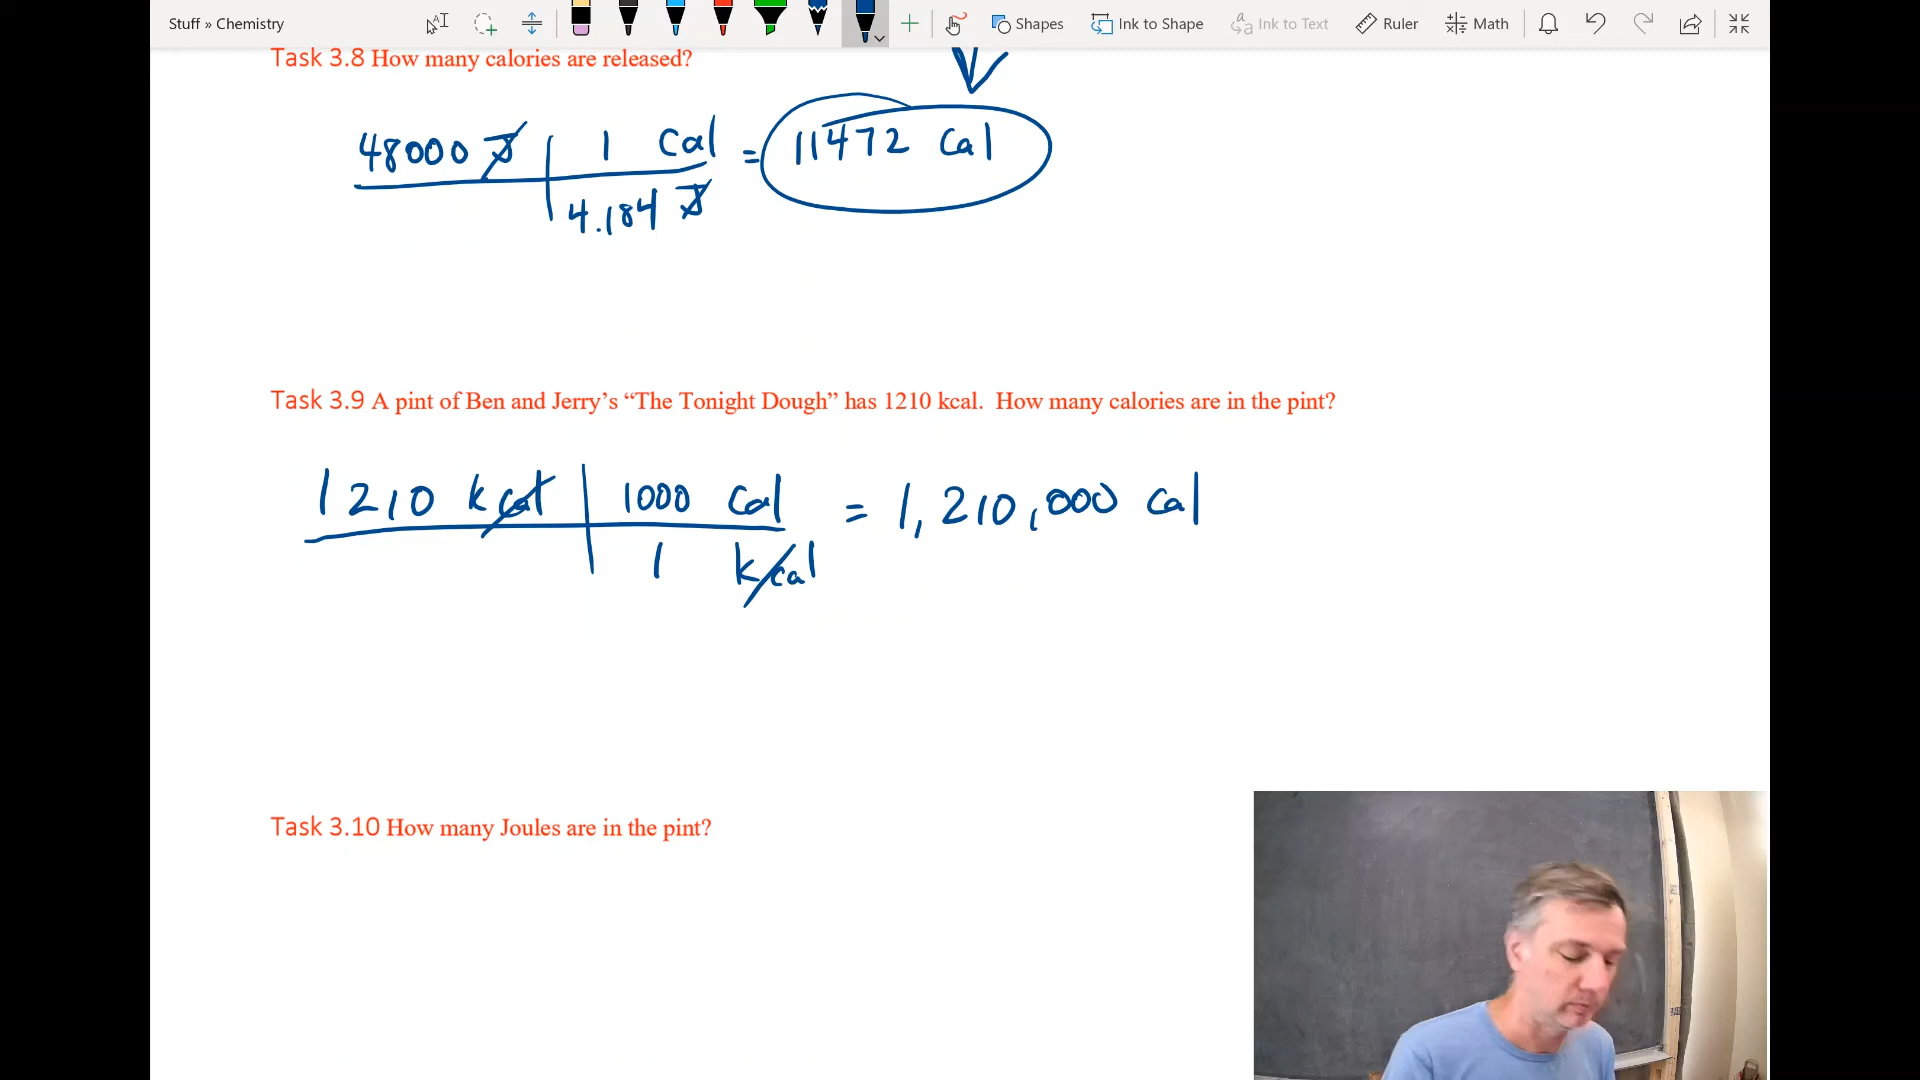 Stuff » Chemistry
Shapes
Ink to Shape
Ink to Text
Ruler
Math
Task 3.8 How many calories are released?
48000 J | 1 Cal = 11472 Cal
4.184 J
Task 3.9 A pint of Ben and Jerry’s “The Tonight Dough” has 1210 kcal. How many calories are in the pint?
1210 kcal | 1000 Cal = 1,210,000 cal
1 kcal
Task 3.10 How many Joules are in the pint?